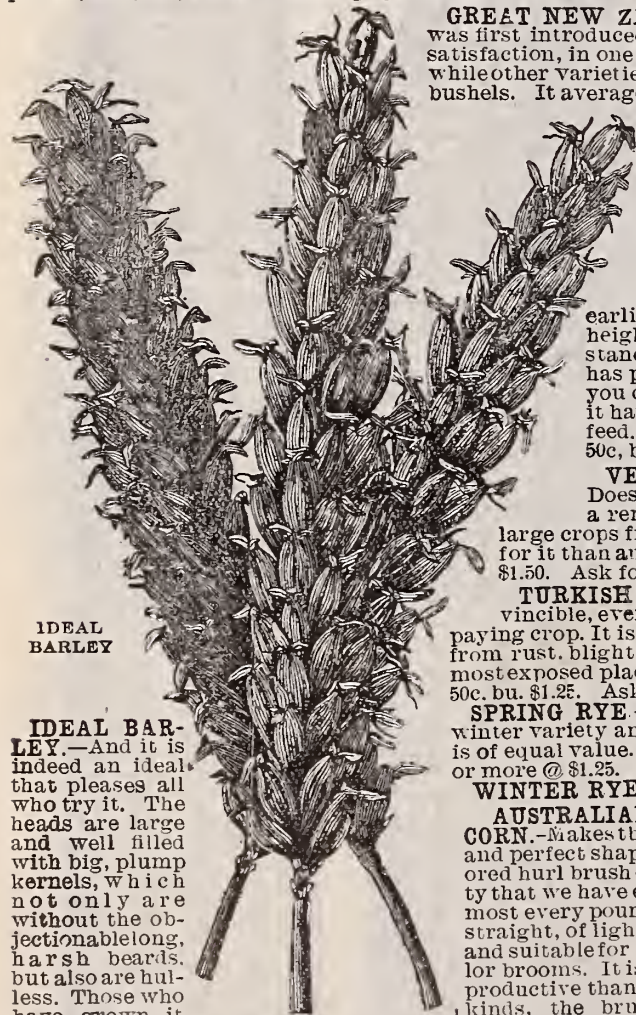 GREAT NEW Z
was first introduce
satisfaction, in one
while other varietie
bushels. It averag
earli
heigh
stand
has p
you c
it ha
feed.
50c, b
VE
Does
a ren
large crops f
for it than an
$1.50. Ask fo
TURKISH
vincible, eve
paying crop. It is
from rust. blight
most exposed plac
50c. bu. $1.25. Ask
SPRING RYE
winter variety an
is of equal value.
or more @ $1.25.
WINTER RYE
AUSTRALIA
CORN.-Makes th
and perfect shap
ored hurl brush
ty that we have e
most every poun
straight, of ligh
and suitable for
lor brooms. It is
productive than
kinds, the bru
IDEAL
BARLEY
IDEAL BAR-
LEY.—And it is
indeed an ideal
that pleases all
who try it. The
heads are large
and well filled
with big, plump
kernels, which
not only are
without the ob-
jectionable long,
harsh beards.
but also are hul-
less. Those who